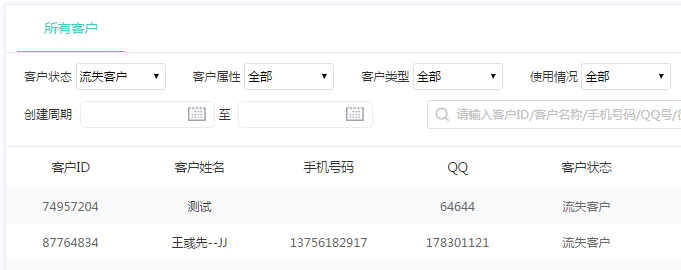 所有客户
客户状态 流失客户 客户属性 全部 客户类型 全部 使用情况 全部
创建周期 至 请输入客户ID/客户名称/手机号码/QQ号/
客户ID 客户姓名 手机号码 QQ 客户状态
74957204 测试 64644 流失客户
87764834 王或先--JJ 13756182917 178301121 流失客户